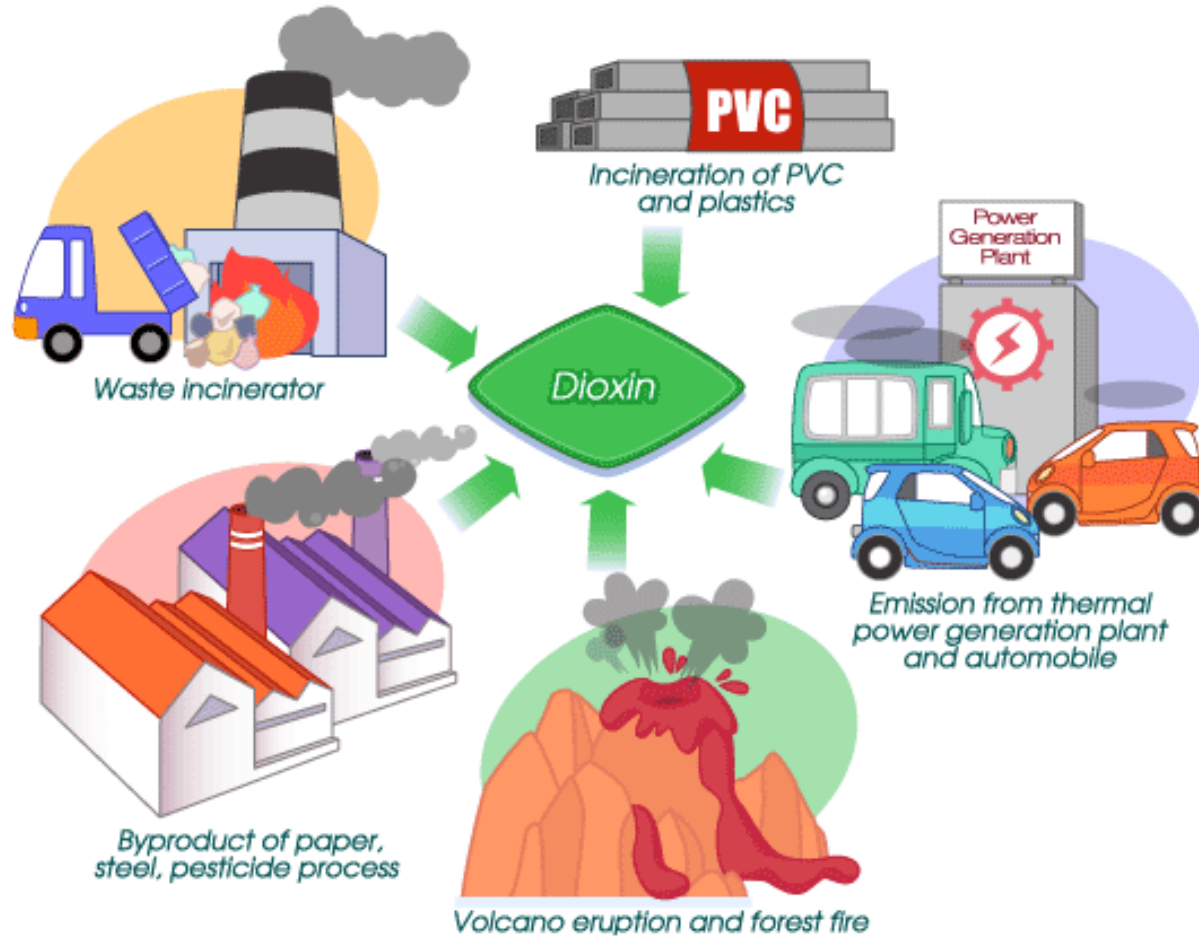 PVC
Incineration of PVC
and plastics
Power
Generation
Plant
Waste incinerator
Dioxin
Emission from thermal
power generation plant
and automobile
Byproduct of paper,
steel, pesticide process
Volcano eruption and forest fire